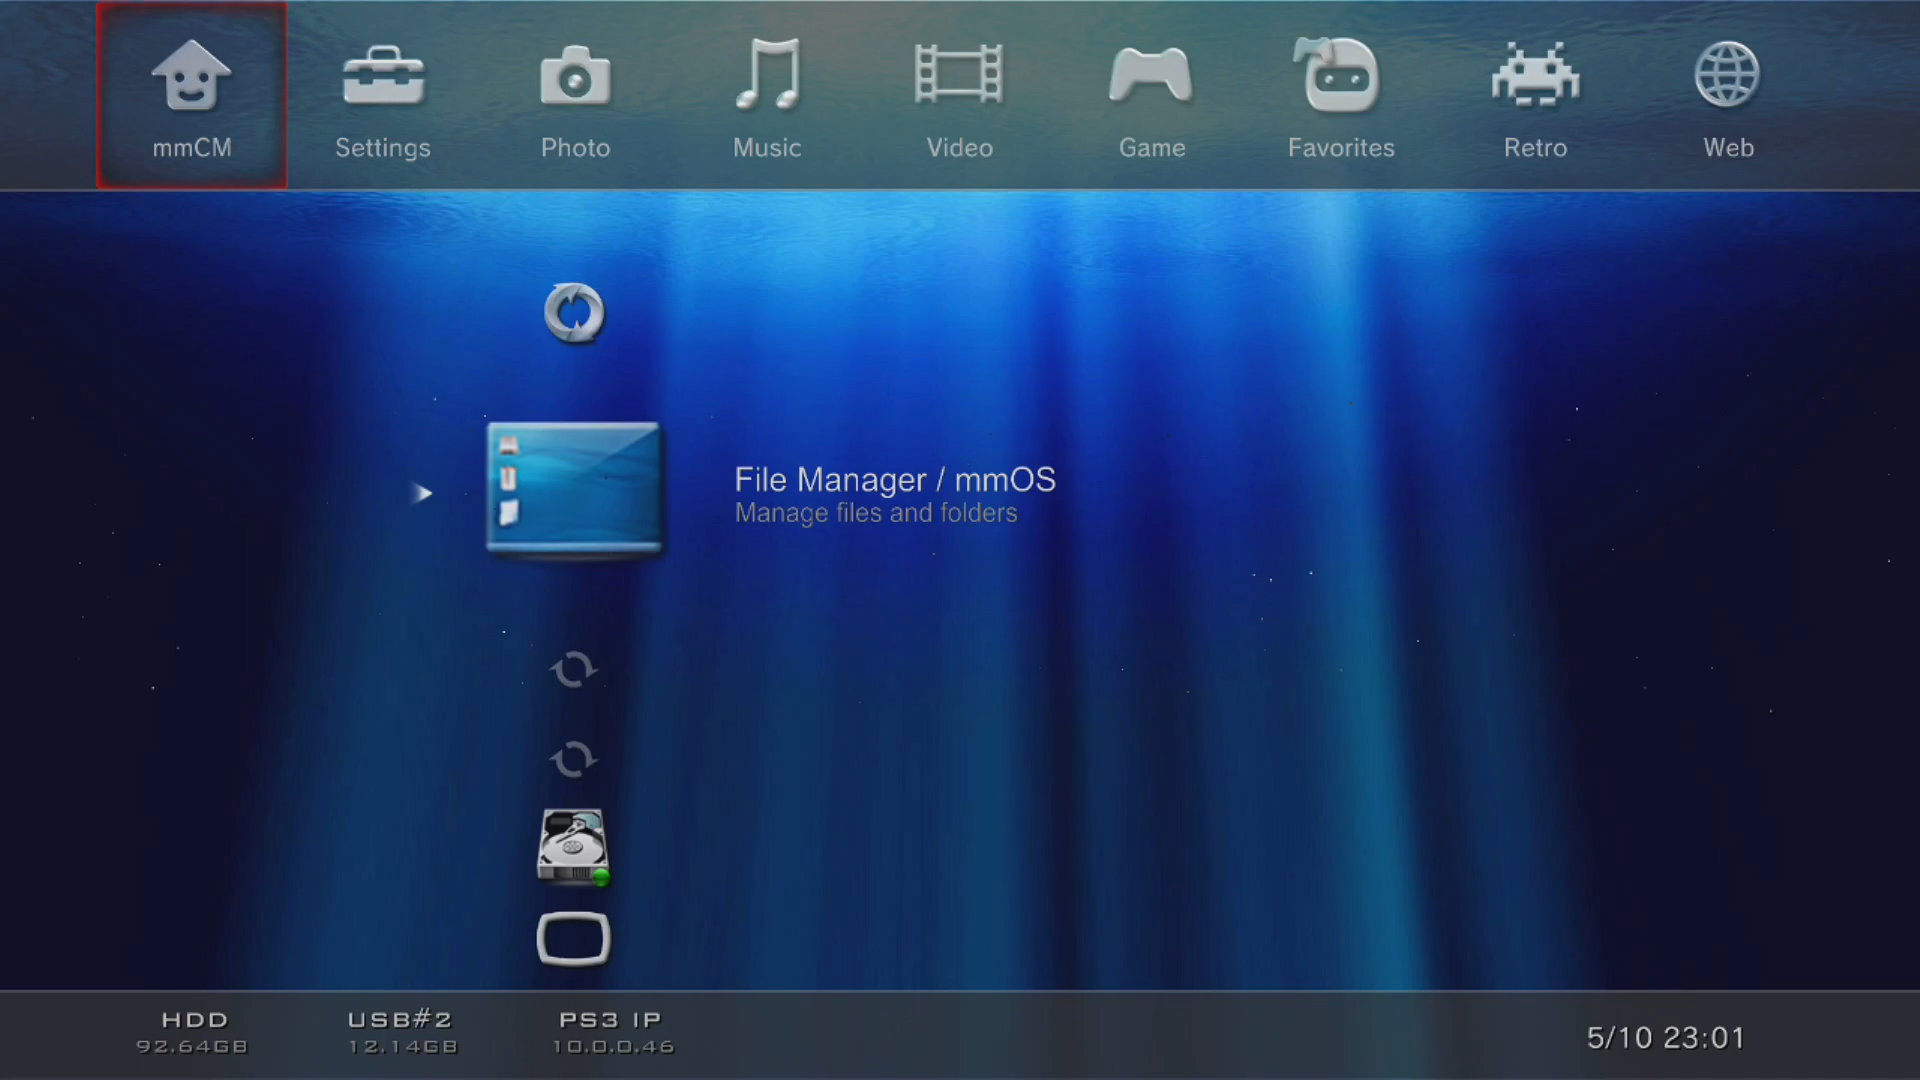 mmCM
Settings
Photo
Music
Video
Game
Favorites
Retro
Web
File Manager / mmOS
Manage files and folders
HDD
92.64GB
USB#2
12.14GB
PS3 IP
10.0.0.46
5/10 23:01